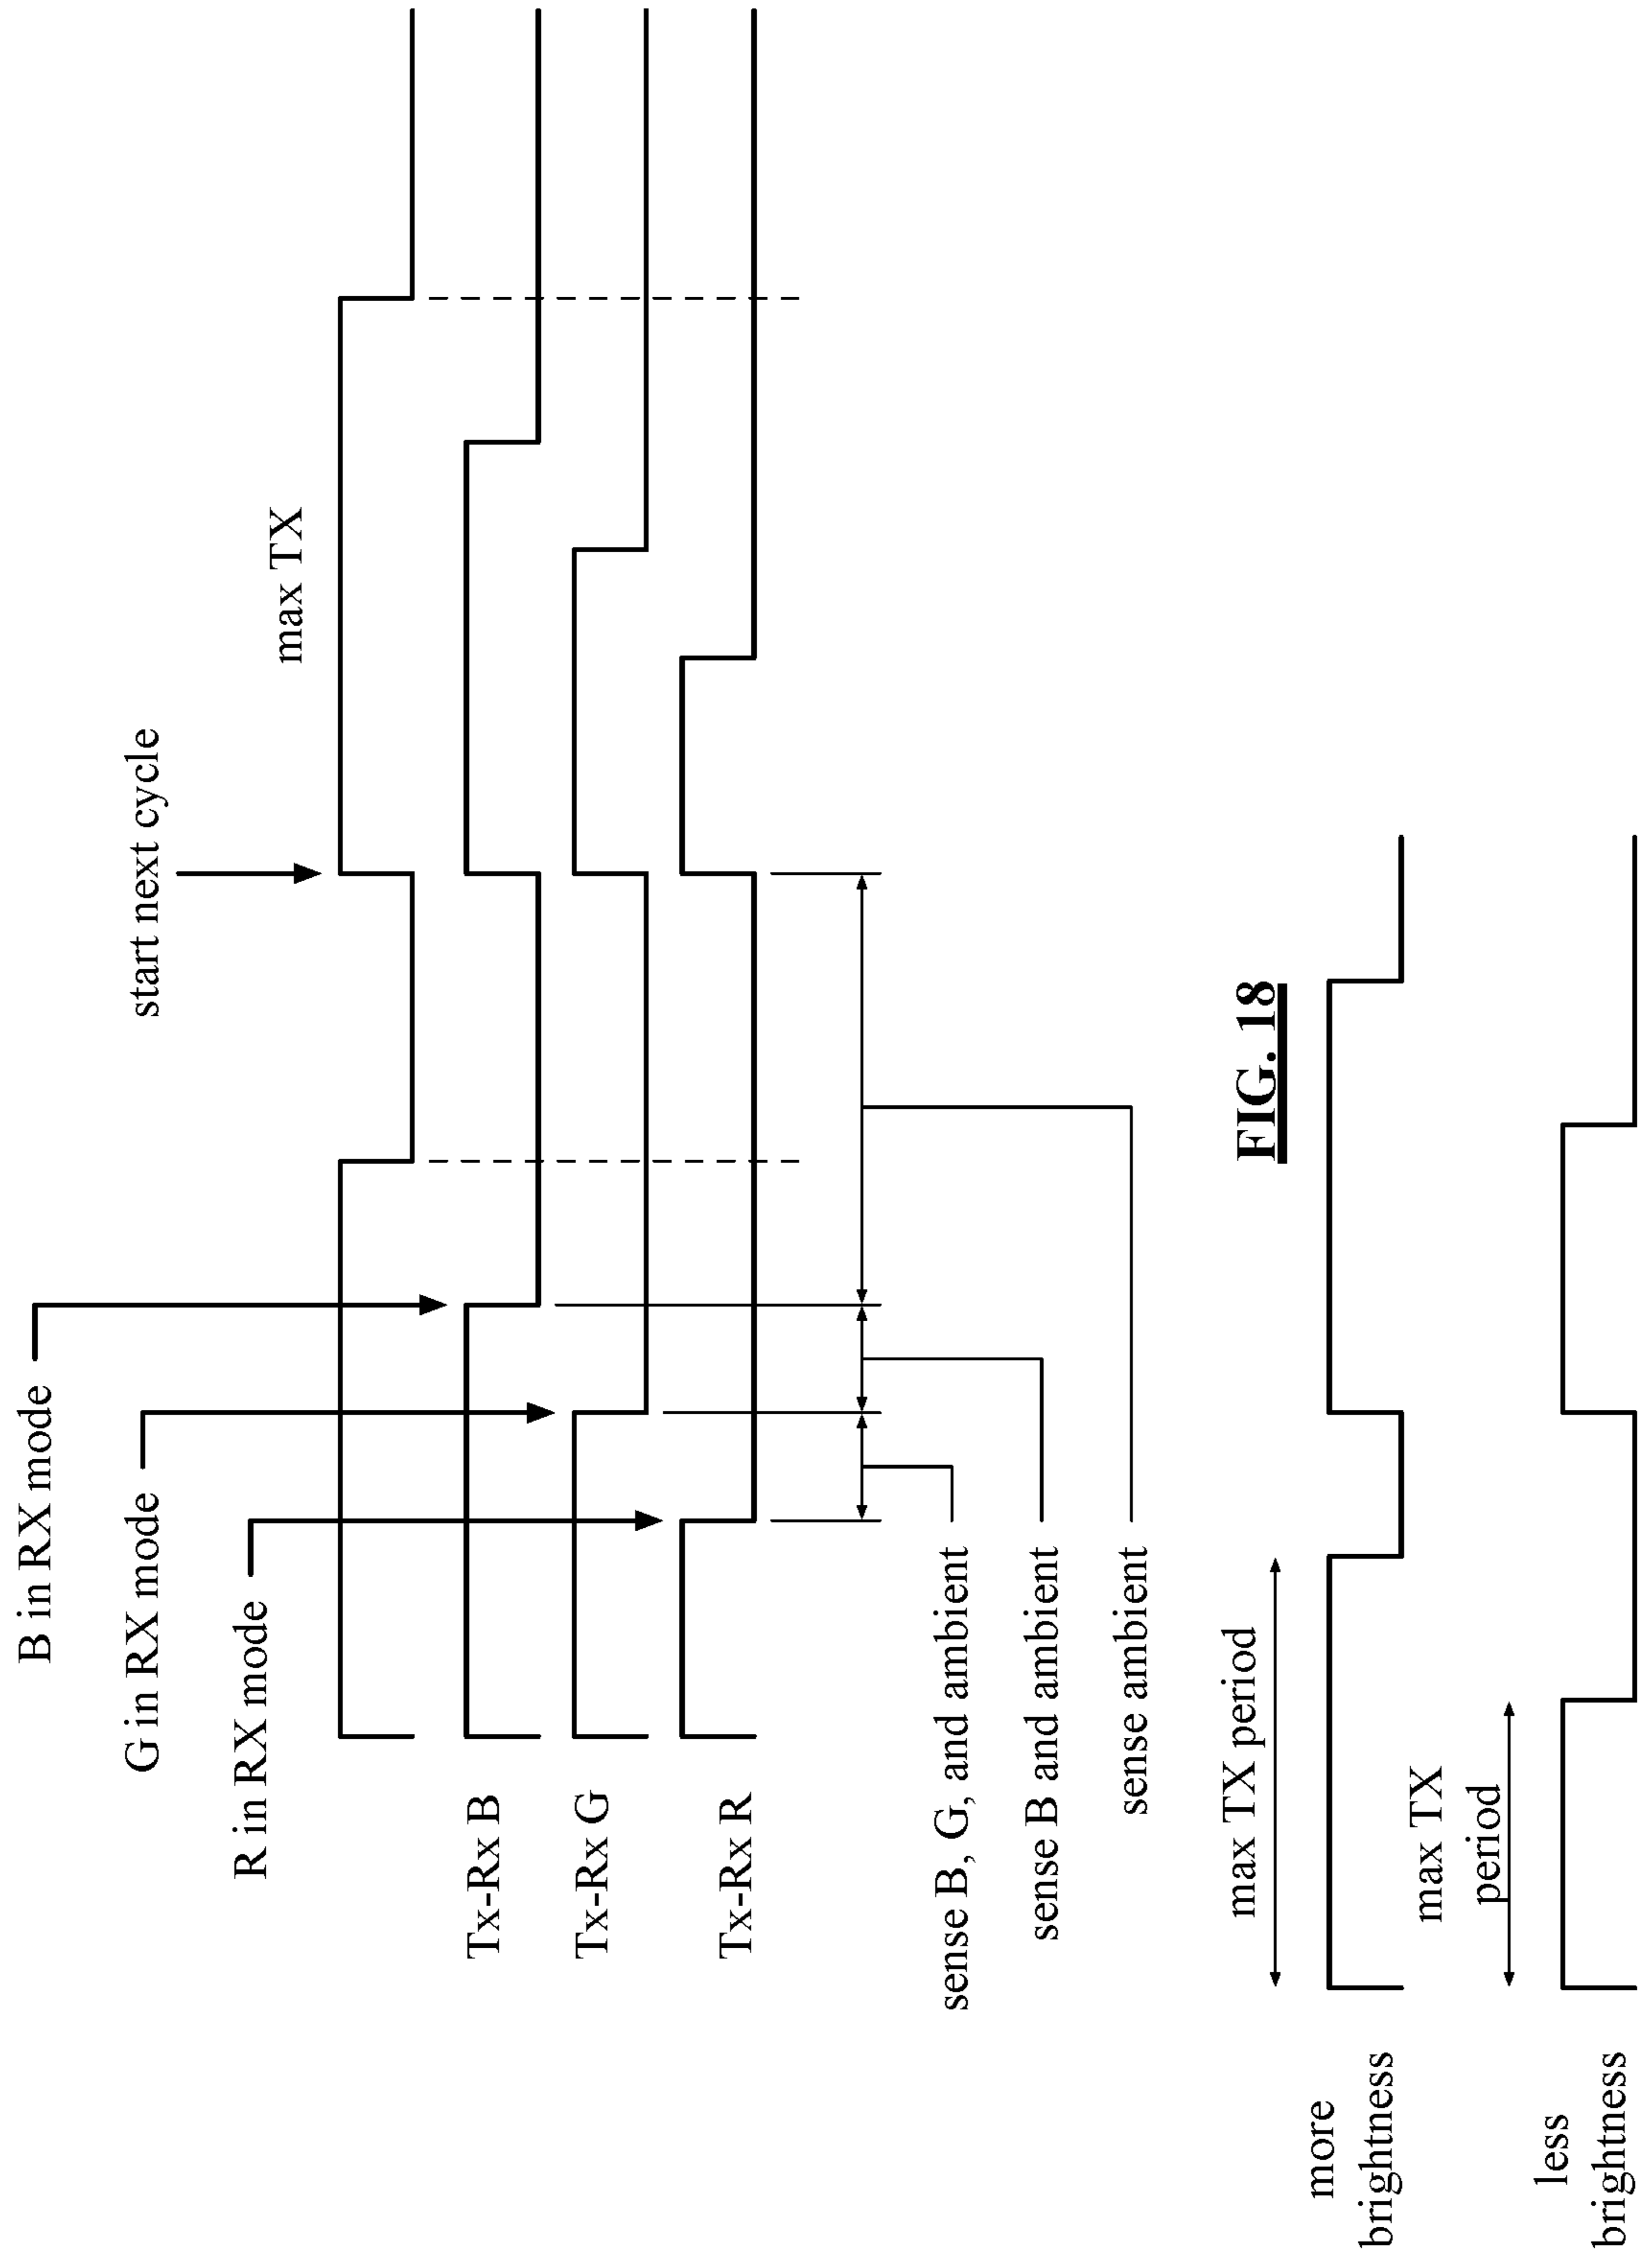 B in RX mode
G in RX mode
R in RX mode
start next cycle
max TX
Tx-Rx B
Tx-Rx G
Tx-Rx R
sense B, G, and ambient
sense B and ambient
sense ambient
FIG. 18
max TX period
more
brightness
max TX
period
less
brightness